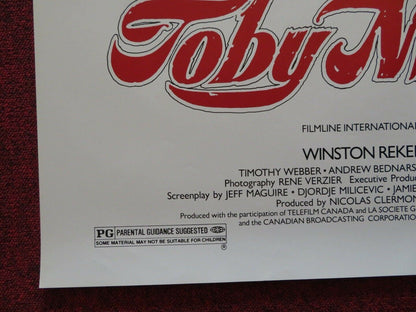 Toby
FILMLINE INTERNATIONAL
WINSTON REKER
TIMOTHY WEBBER • ANDREW BEDNARS
Photography RENE VERZIER Executive Produc
Screenplay by JEFF MAGUIRE • DJORDJE MILICEVIC • JAMIE
Produced by NICOLAS CLERMON
Produced with the participation of TELEFILM CANADA and LA SOCIETE G
and the CANADIAN BROADCASTING CORPORATIO
PG PARENTAL GUIDANCE SUGGESTED
SOME MATERIAL MAY NOT BE SUITABLE FOR CHILDREN